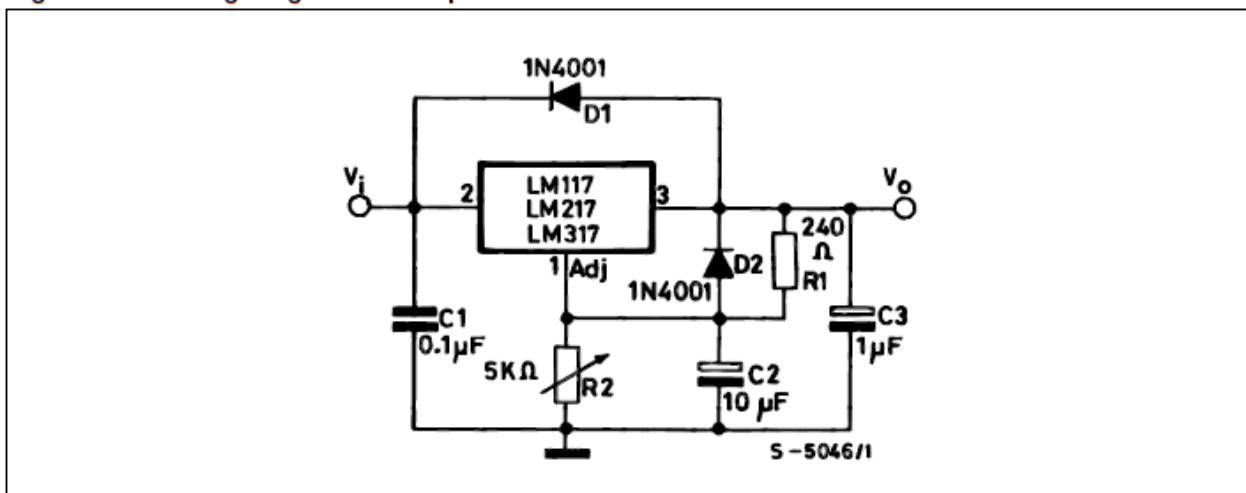 1N4001
D1
Vi
2
LM117
LM217
LM317
3
Vo
1 Adj
D2
1N4001
240
Ω
R1
C1
0.1µF
5KΩ
R2
C2
10 µF
C3
1µF
S-5046/1